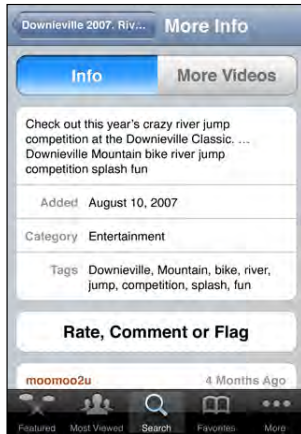 Downieville 2007. Riv... More Info
Info More Videos
Check out this year's crazy river jump
competition at the Downieville Classic. ...
Downieville Mountain bike river jump
competition splash fun
Added August 10, 2007
Category Entertainment
Tags Downieville, Mountain, bike, river,
jump, competition, splash, fun
Rate, Comment or Flag
moomoo2u 4 Months Ago
Featured Most Viewed Search Favorites More